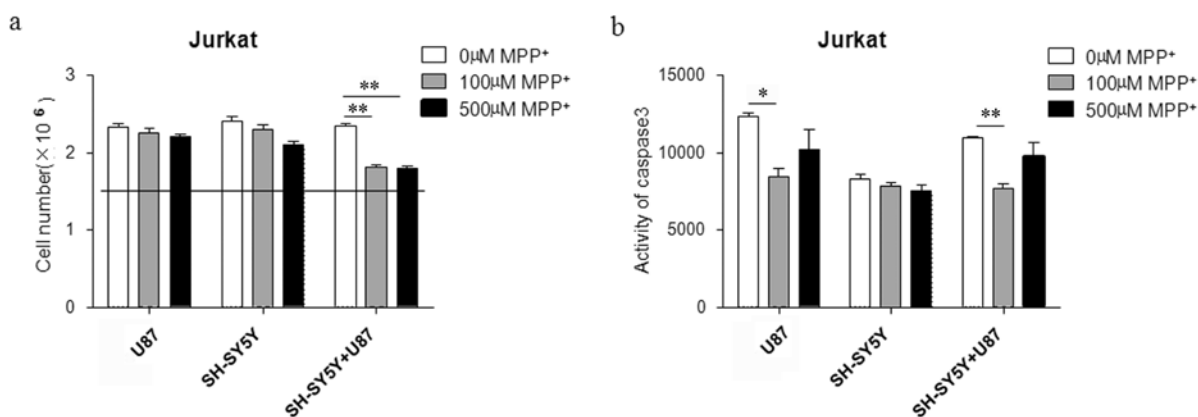 a
Jurkat
0μM MPP⁺
100μM MPP⁺
500μM MPP⁺
Cell number(×10 ⁶)
3
2
1
0
**
**
U87
SH-SY5Y
SH-SY5Y+U87
b
Jurkat
0μM MPP⁺
100μM MPP⁺
500μM MPP⁺
Activity of caspase3
15000
10000
5000
0
*
**
U87
SH-SY5Y
SH-SY5Y+U87